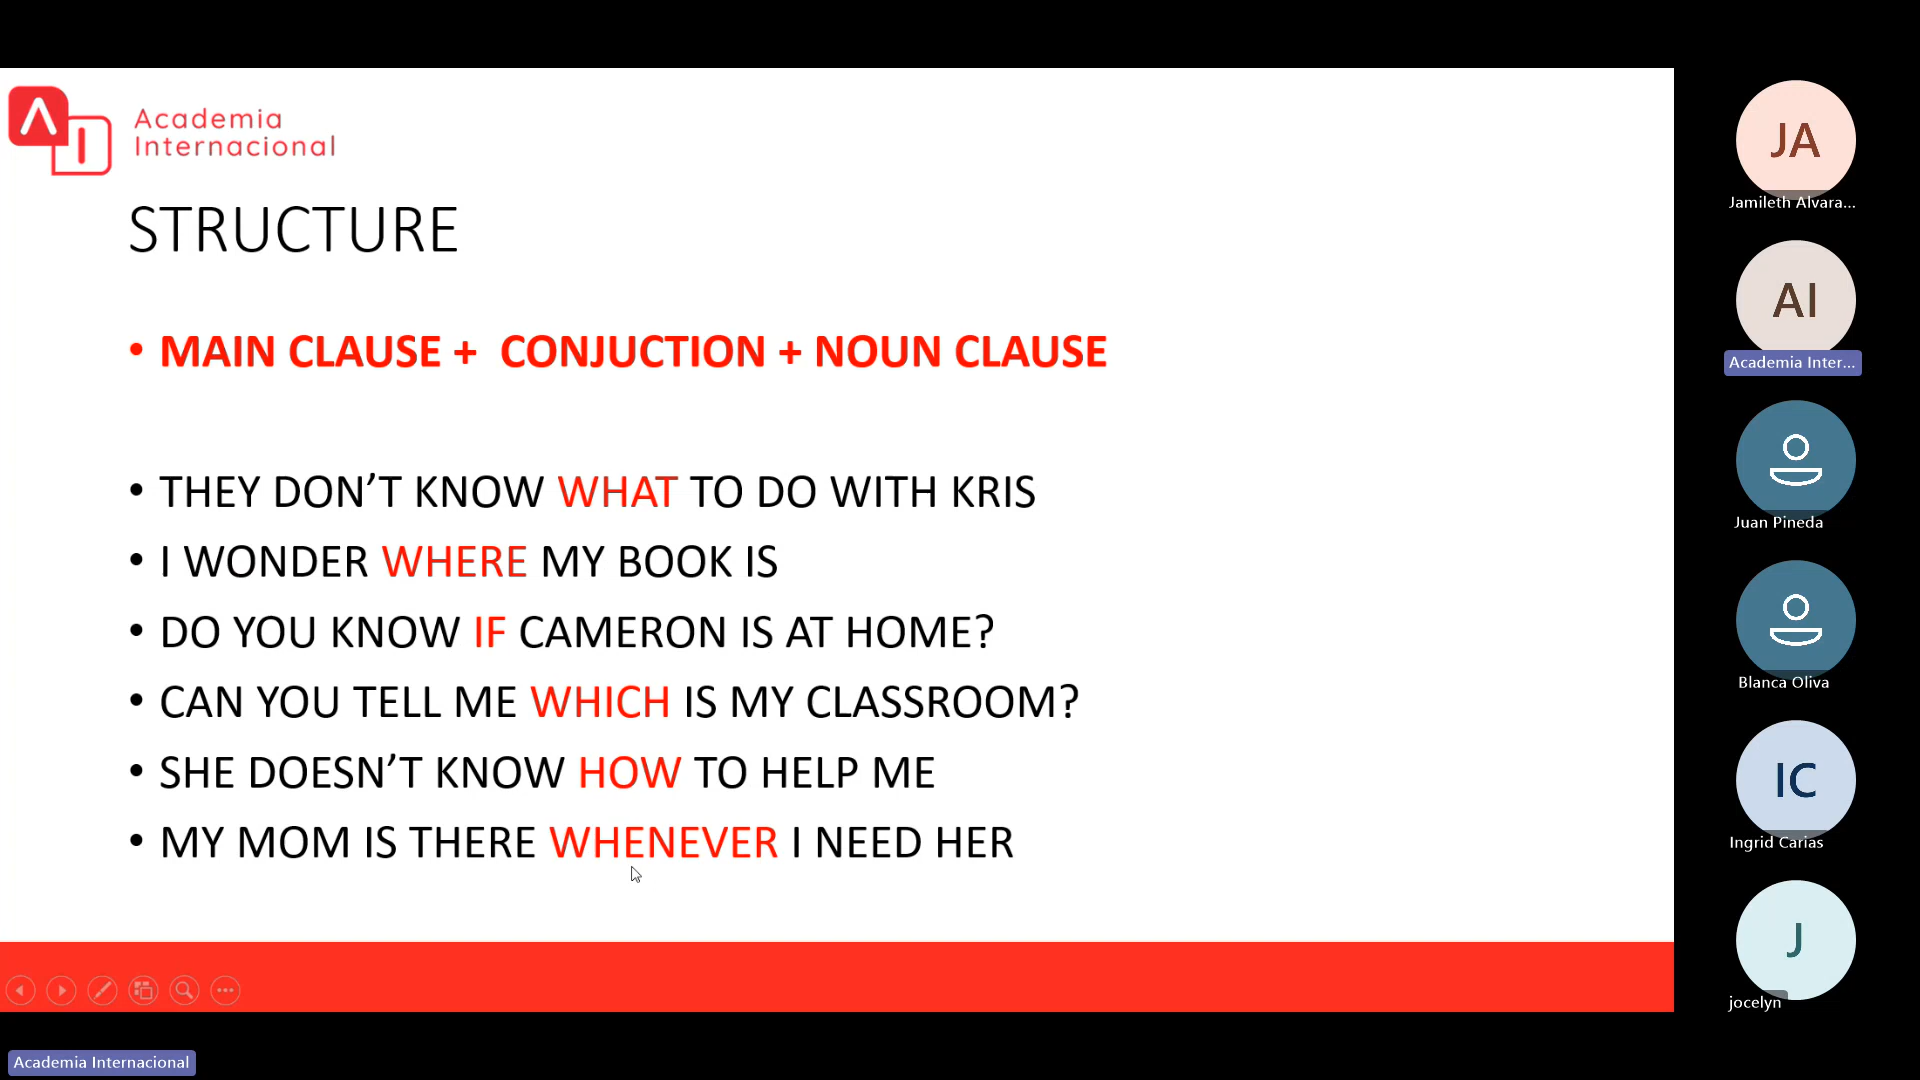 Academia
Internacional
STRUCTURE
• MAIN CLAUSE + CONJUCTION + NOUN CLAUSE
• THEY DON’T KNOW WHAT TO DO WITH KRIS
• I WONDER WHERE MY BOOK IS
• DO YOU KNOW IF CAMERON IS AT HOME?
• CAN YOU TELL ME WHICH IS MY CLASSROOM?
• SHE DOESN’T KNOW HOW TO HELP ME
• MY MOM IS THERE WHENEVER I NEED HER
JA
Jamileth Alvara...
AI
Academia Inter...
Juan Pineda
Blanca Oliva
IC
Ingrid Carias
J
jocelyn
Academia Internacional